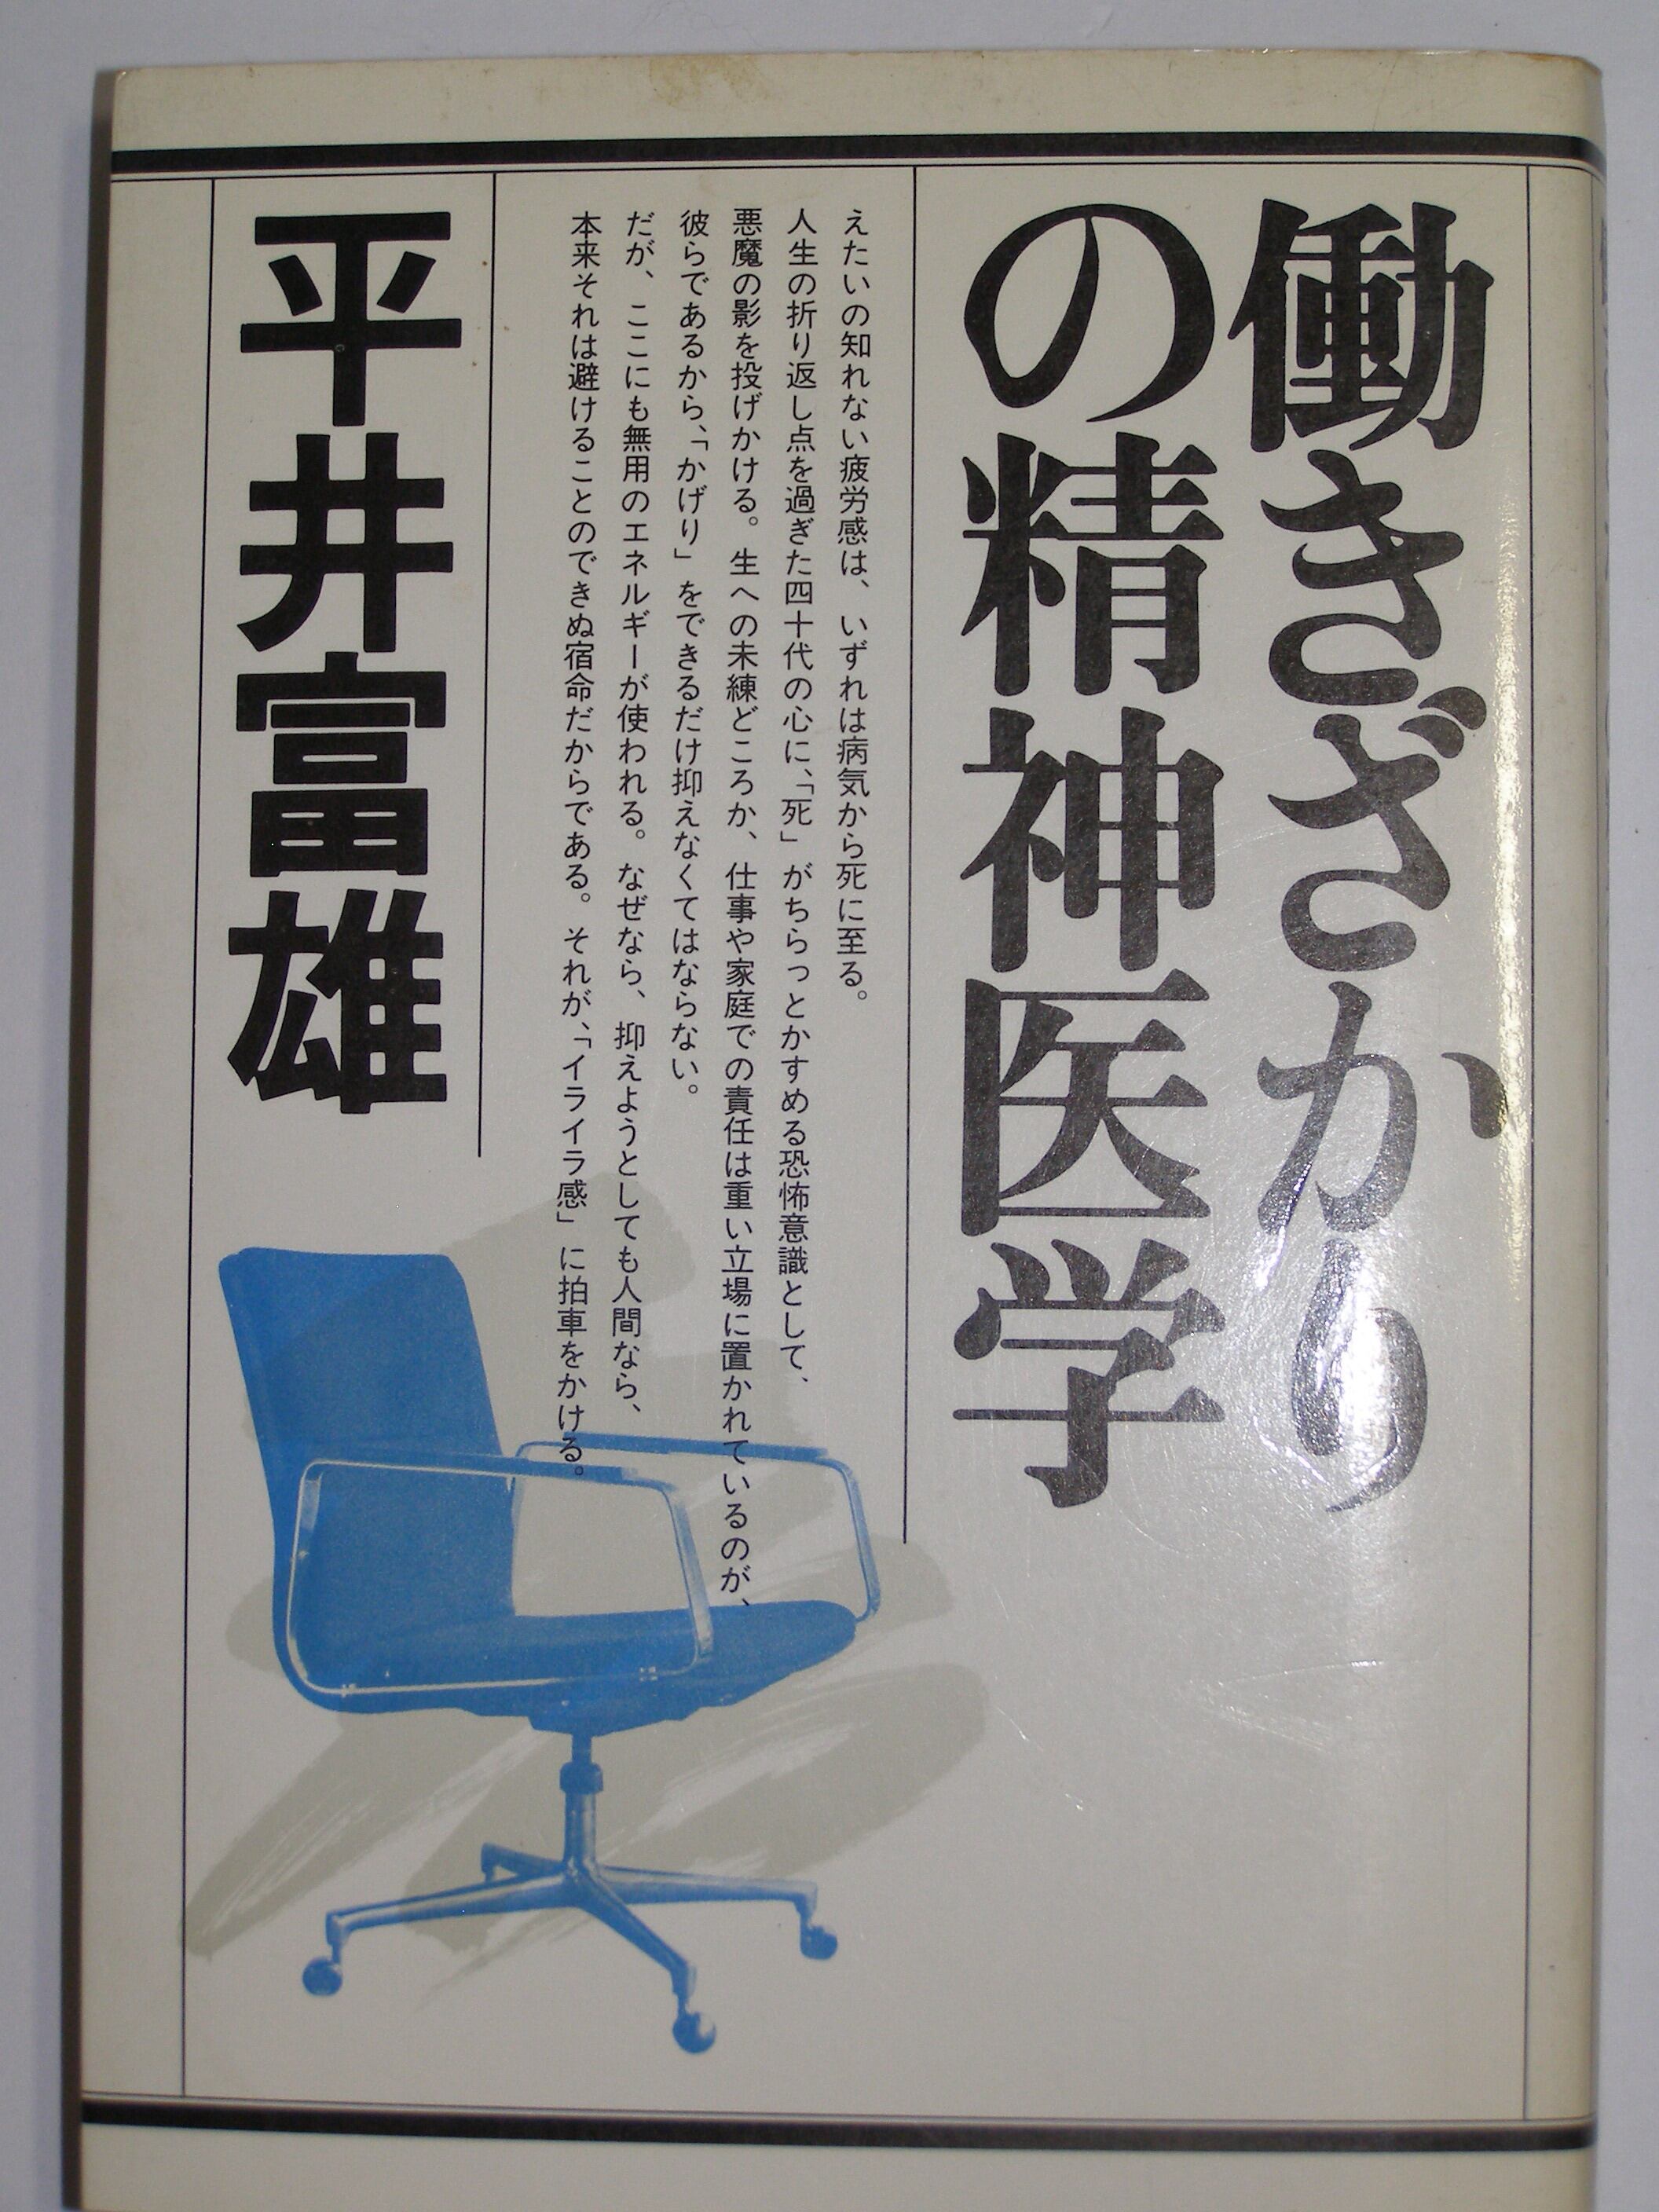 働きざかり
の精神医学
えたいの知れない疲労感は、いずれは病気から死に至る。
人生の折り返し点を過ぎた四十代の心に、「死」がちらっとかすめる恐怖意識として、
悪魔の影を投げかける。生への未練どころか、仕事や家庭での責任は重い立場に置かれているのが、
彼らであるから、「かげり」をできるだけ抑えなくてはならない。
だが、ここにも無用のエネルギーが使われる。なぜなら、抑えようとしても人間なら、
本来それは避けることのできぬ宿命だからである。それが、「イライラ感」に拍車をかける。
平井富雄